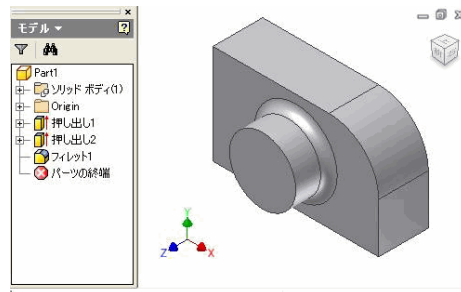 モデル
Part1
ソリッド ボディ(1)
Origin
押し出し1
押し出し2
フィレット1
パーツの終端
Y
Z
X